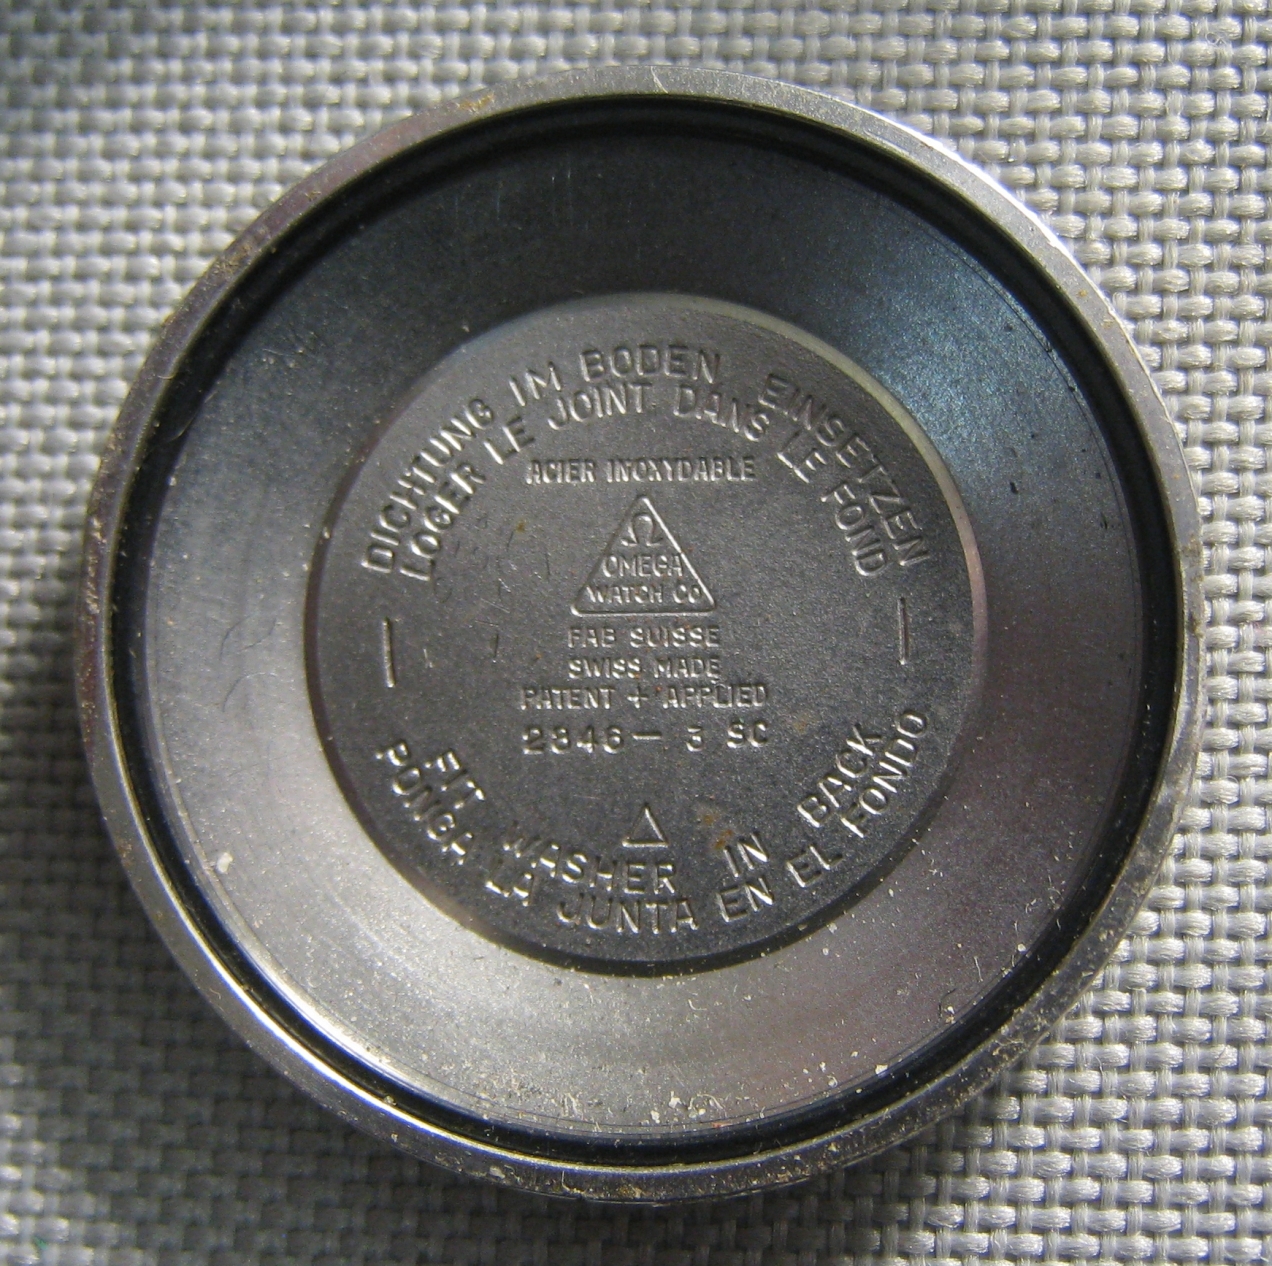 DICHTUNG IM BODEN EINSETZEN
LOGER LE JOINT DANS LE FOND
ACIER INOXYDABLE
Ω
OMEGA
WATCH CO
FAB SUISSE
SWISS MADE
PATENT + APPLIED
2846 — 3 SC
FIT WASHER IN BACK
PONGA LA JUNTA EN EL FONDO